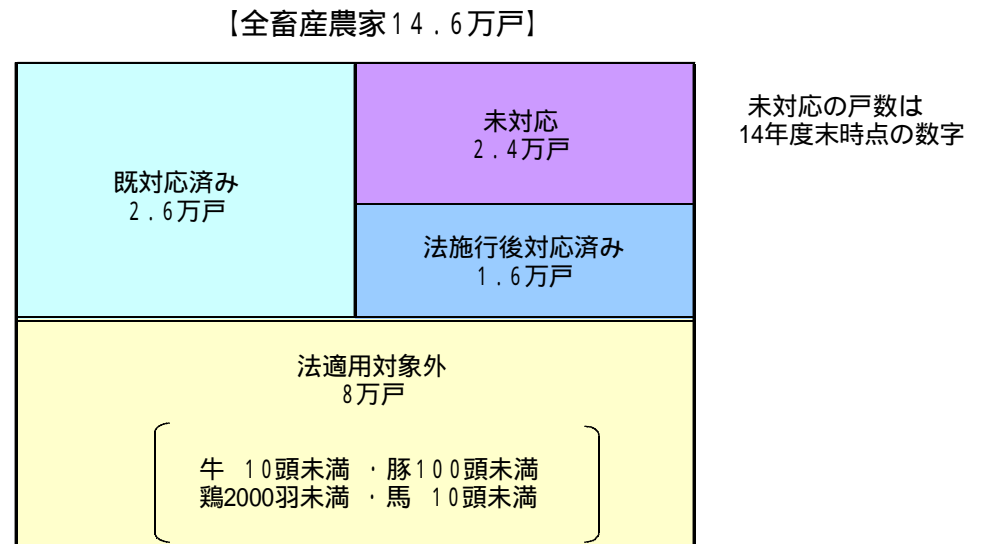 【全畜産農家14.6万戸】
未対応
2.4万戸
未対応の戸数は
14年度末時点の数字
既対応済み
2.6万戸
法施行後対応済み
1.6万戸
法適用対象外
8万戸
牛 10頭未満 ・豚100頭未満
鶏2000羽未満 ・馬 10頭未満